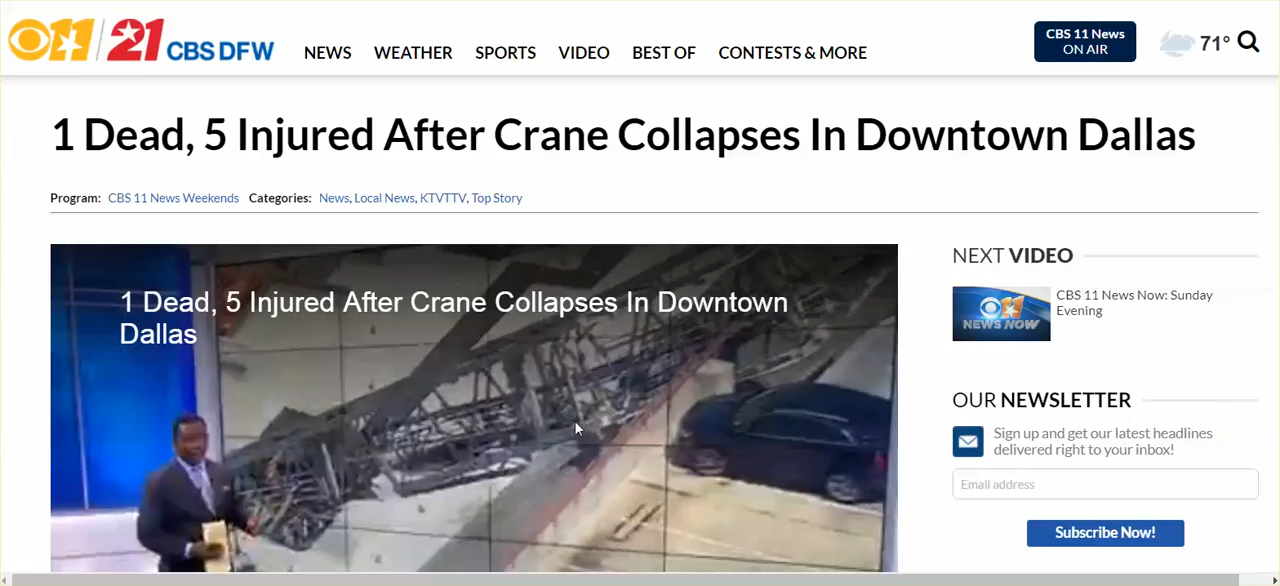 11 21 CBS DFW
NEWS WEATHER SPORTS VIDEO BEST OF CONTESTS & MORE
CBS 11 News
ON AIR
71°
1 Dead, 5 Injured After Crane Collapses In Downtown Dallas
Program: CBS 11 News Weekends Categories: News, Local News, KTVTTV, Top Story
1 Dead, 5 Injured After Crane Collapses In Downtown
Dallas
NEXT VIDEO
11
NEWS NOW
CBS 11 News Now: Sunday
Evening
OUR NEWSLETTER
Sign up and get our latest headlines
delivered right to your inbox!
Email address
Subscribe Now!